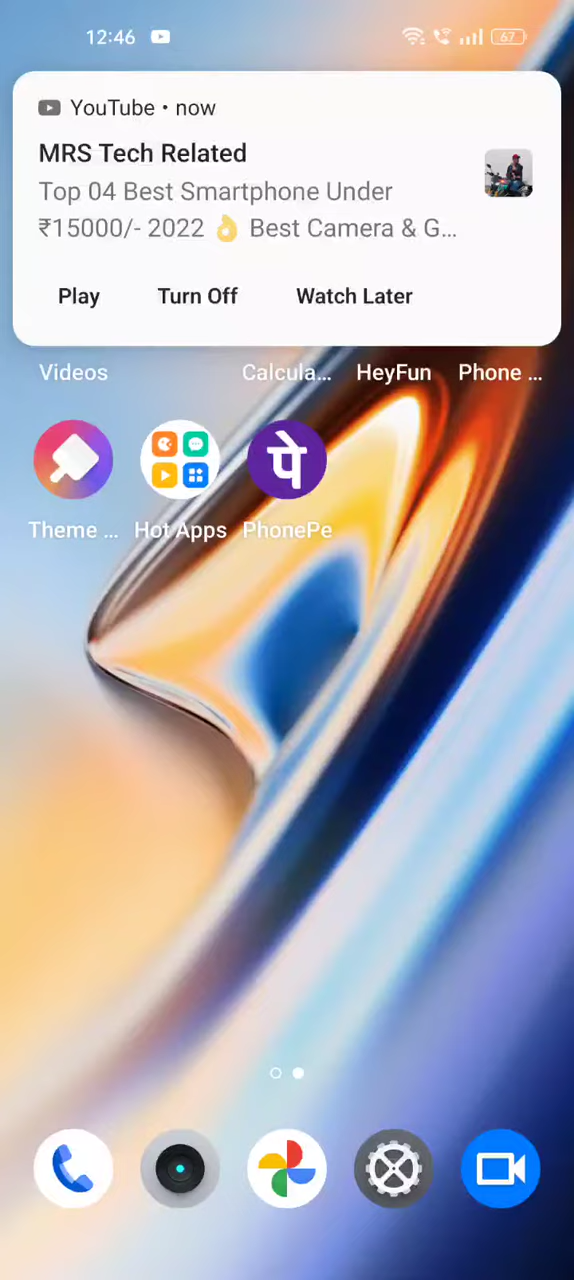 12:46
67
YouTube • now
MRS Tech Related
Top 04 Best Smartphone Under
₹15000/- 2022 👌 Best Camera & G...
Play Turn Off Watch Later
Videos Calcula... HeyFun Phone ...
पे
Theme ... Hot Apps PhonePe